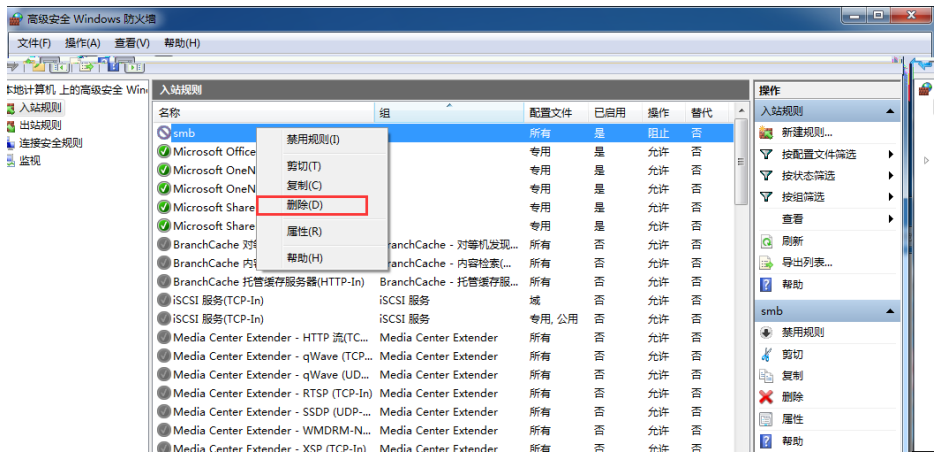 高级安全 Windows 防火墙
文件(F) 操作(A) 查看(V) 帮助(H)
本地计算机 上的高级安全 Win
入站规则
出站规则
连接安全规则
监视
入站规则
名称 组 配置文件 已启用 操作 替代
smb 所有 是 阻止 否
Microsoft Office 专用 是 允许 否
Microsoft OneN 专用 是 允许 否
Microsoft OneN 专用 是 允许 否
Microsoft Share 专用 是 允许 否
Microsoft Share 专用 是 允许 否
BranchCache 对等 ranchCache - 对等机发现... 所有 否 允许 否
BranchCache 内容 ranchCache - 内容检索(... 所有 否 允许 否
BranchCache 托管缓存服务器(HTTP-In) BranchCache - 托管缓存服... 所有 否 允许 否
iSCSI 服务(TCP-In) iSCSI 服务 域 否 允许 否
iSCSI 服务(TCP-In) iSCSI 服务 专用, 公用 否 允许 否
Media Center Extender - HTTP 流(TC... Media Center Extender 所有 否 允许 否
Media Center Extender - qWave (TCP... Media Center Extender 所有 否 允许 否
Media Center Extender - qWave (UD... Media Center Extender 所有 否 允许 否
Media Center Extender - RTSP (TCP-In) Media Center Extender 所有 否 允许 否
Media Center Extender - SSDP (UDP-... Media Center Extender 所有 否 允许 否
Media Center Extender - WMDRM-N... Media Center Extender 所有 否 允许 否
Media Center Extender - XSP (TCP-In) Media Center Extender 所有 否 允许 否
禁用规则(I)
剪切(T)
复制(C)
删除(D)
属性(R)
帮助(H)
操作
入站规则
新建规则...
按配置文件筛选
按状态筛选
按组筛选
查看
刷新
导出列表...
帮助
smb
禁用规则
剪切
复制
删除
属性
帮助